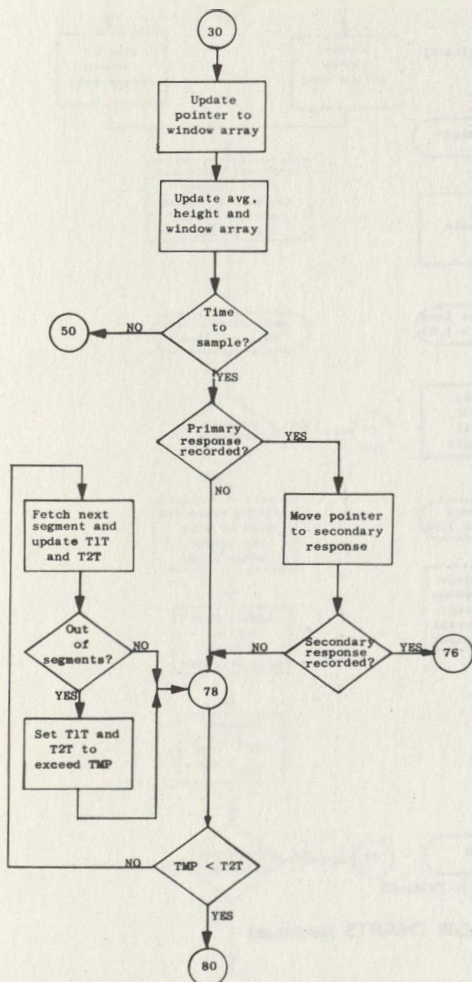 30
Update
pointer to
window array
Update avg,
height and
window array
Time
to
sample?
NO
50
YES
Primary
response
recorded?
YES
NO
Move pointer
to secondary
response
Fetch next
segment and
update T1T
and T2T
Out
of
segments?
NO
YES
Secondary
response
recorded?
NO
YES
76
78
Set T1T and
T2T to
exceed TMP
TMP < T2T
NO
YES
80